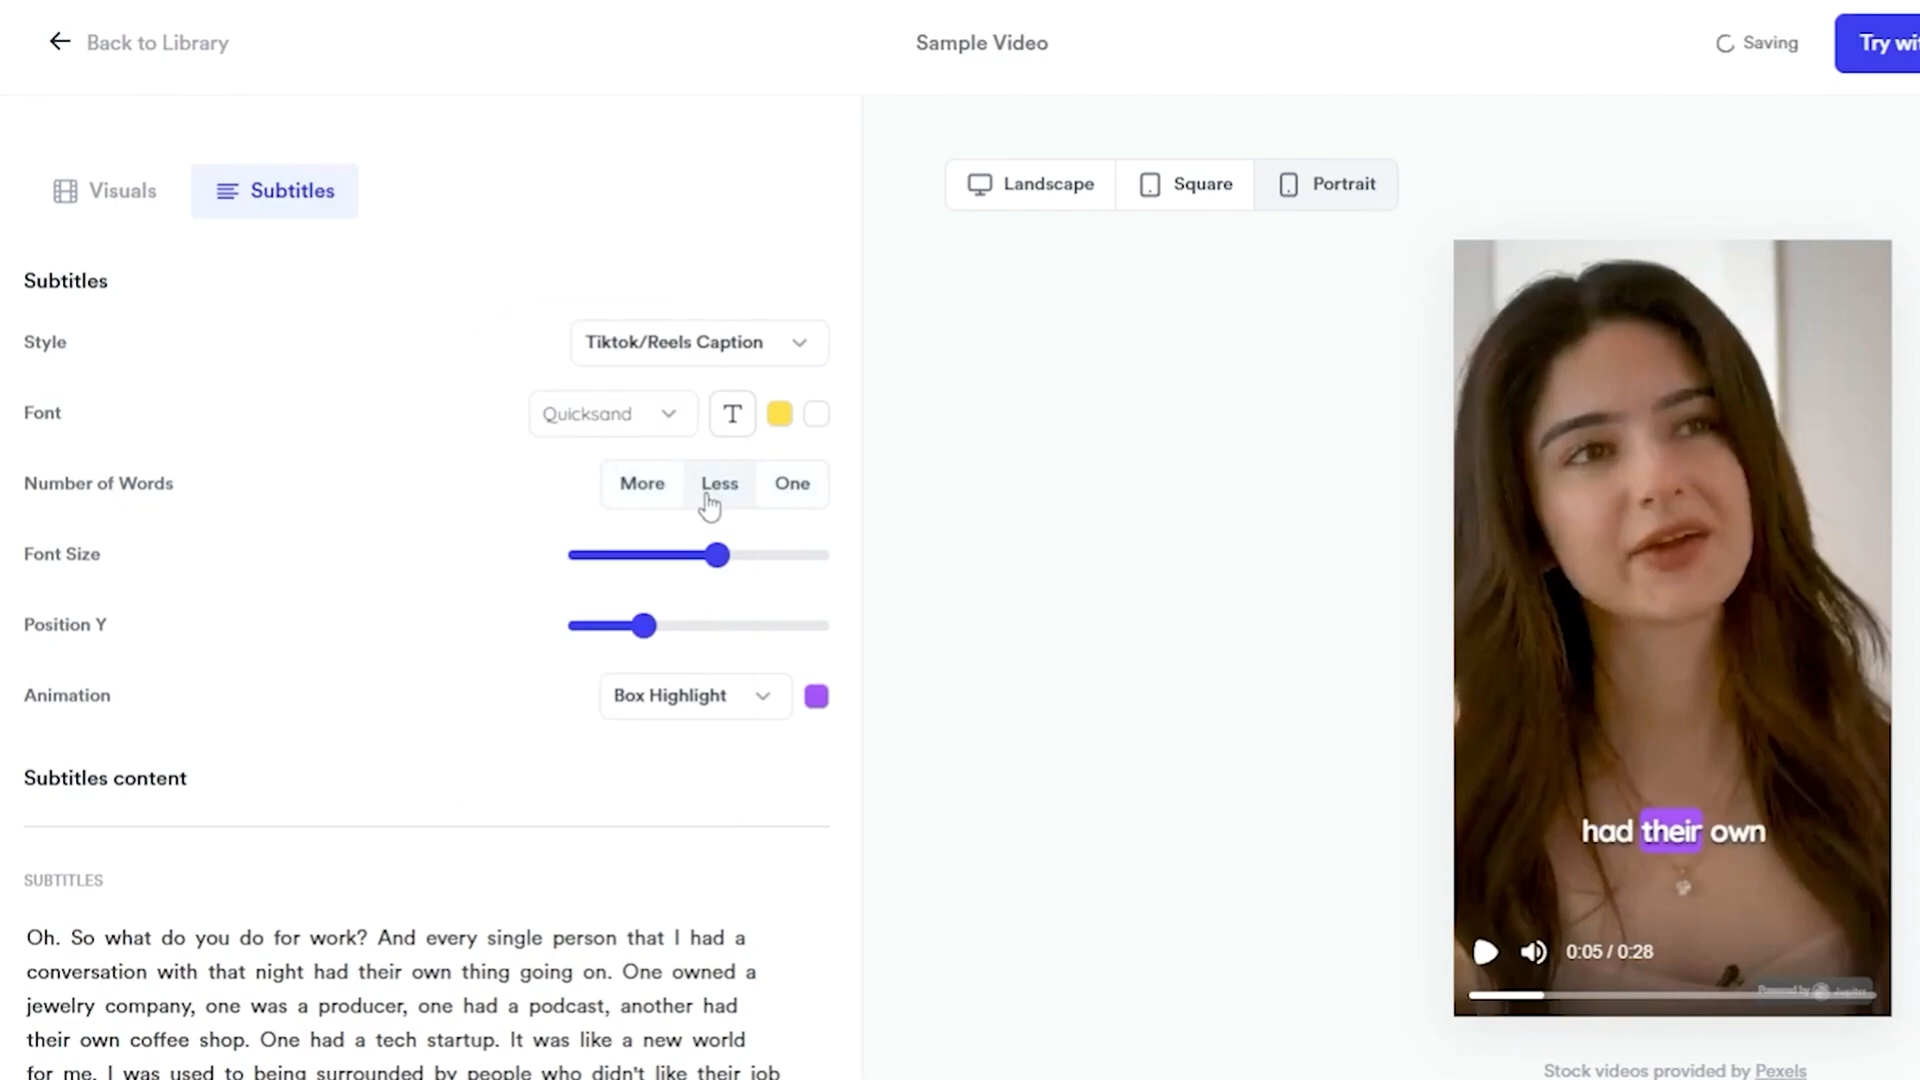 Back to Library
Sample Video
Saving
Try wit
Visuals
Subtitles
Landscape
Square
Portrait
Subtitles
Style
Tiktok/Reels Caption
Font
Quicksand
T
Number of Words
More
Less
One
Font Size
Position Y
Animation
Box Highlight
Subtitles content
SUBTITLES
Oh. So what do you do for work? And every single person that I had a
conversation with that night had their own thing going on. One owned a
jewelry company, one was a producer, one had a podcast, another had
their own coffee shop. One had a tech startup. It was like a new world
for me. I was used to being surrounded by people who didn't like their job
had their own
0:05 / 0:28
Powered by Jupiter
Stock videos provided by Pexels